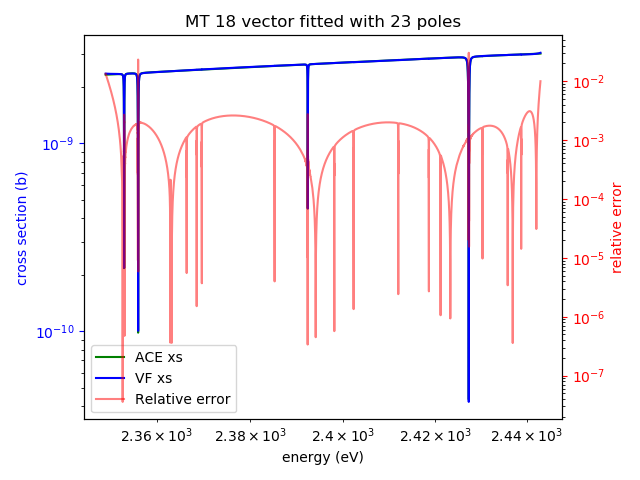 MT 18 vector fitted with 23 poles
cross section (b)
10⁻⁹
10⁻¹⁰
10⁻²
10⁻³
10⁻⁴
10⁻⁵
10⁻⁶
10⁻⁷
relative error
ACE xs
VF xs
Relative error
2.36 × 10³ 2.38 × 10³ 2.4 × 10³ 2.42 × 10³ 2.44 × 10³
energy (eV)